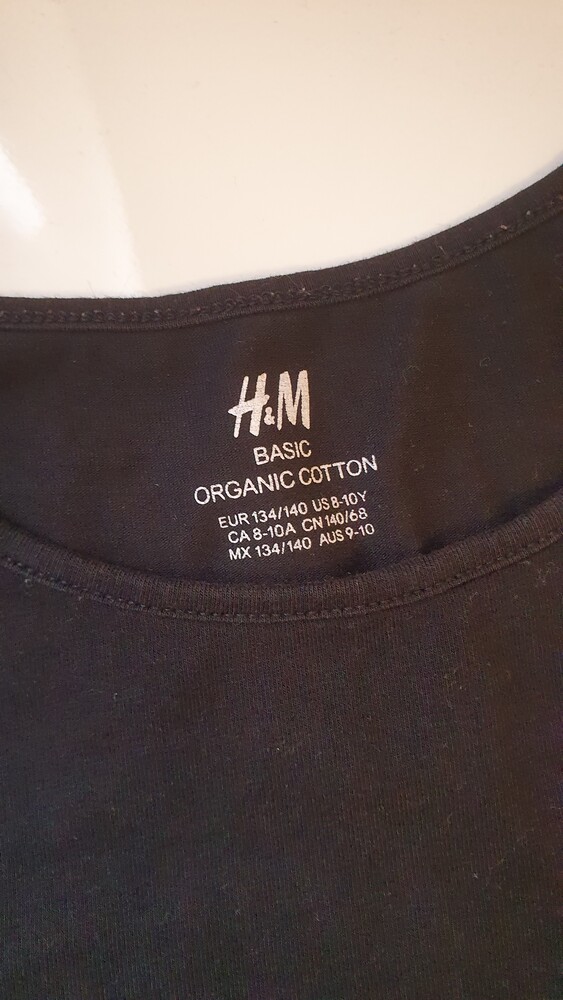 H&M
BASIC
ORGANIC COTTON
EUR 134/140 US 8-10Y
CA 8-10A CN 140/68
MX 134/140 AUS 9-10